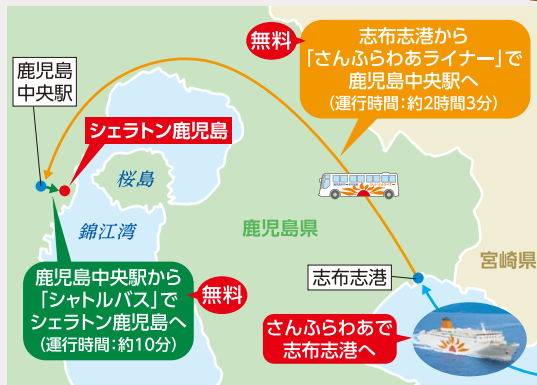 無料
志布志港から
「さんふらわあライナー」で
鹿児島中央駅へ
（運行時間：約2時間3分）
鹿児島
中央駅
シェラトン鹿児島
桜島
錦江湾
鹿児島県
宮崎県
志布志港
鹿児島中央駅から
「シャトルバス」で
シェラトン鹿児島へ
（運行時間：約10分）
無料
さんふらわあで
志布志港へ